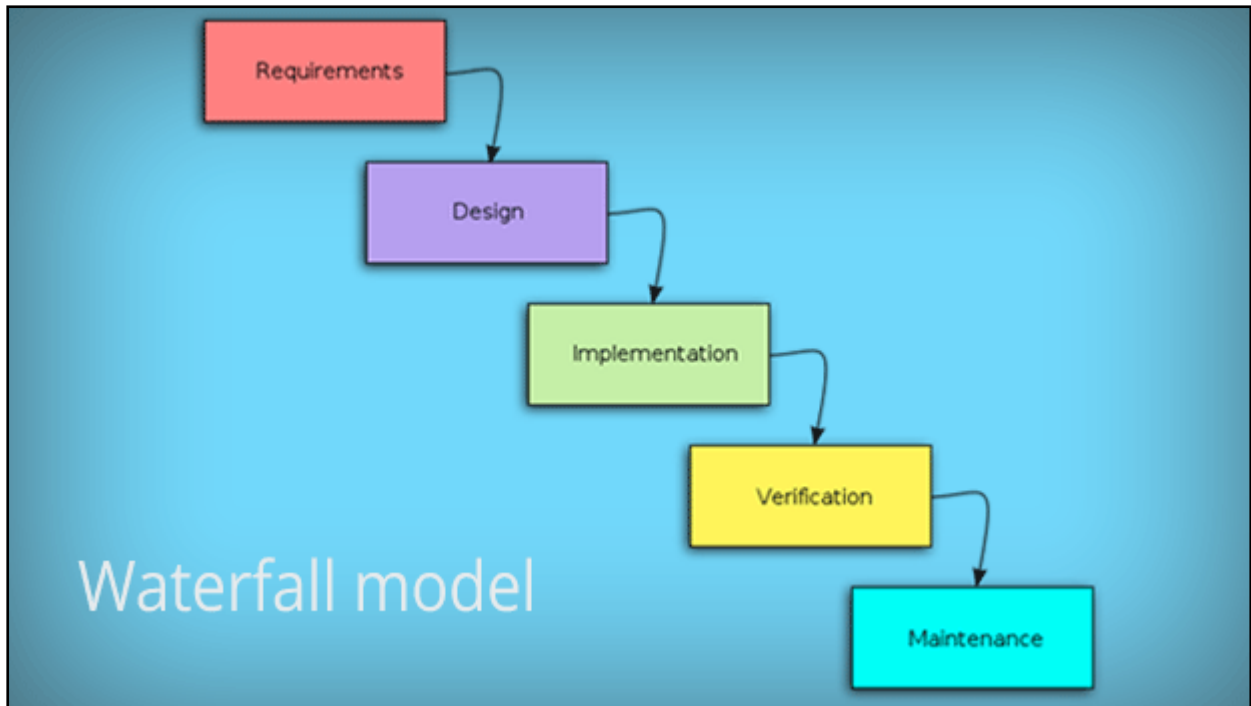 Requirements
Design
Implementation
Verification
Waterfall model
Maintenance